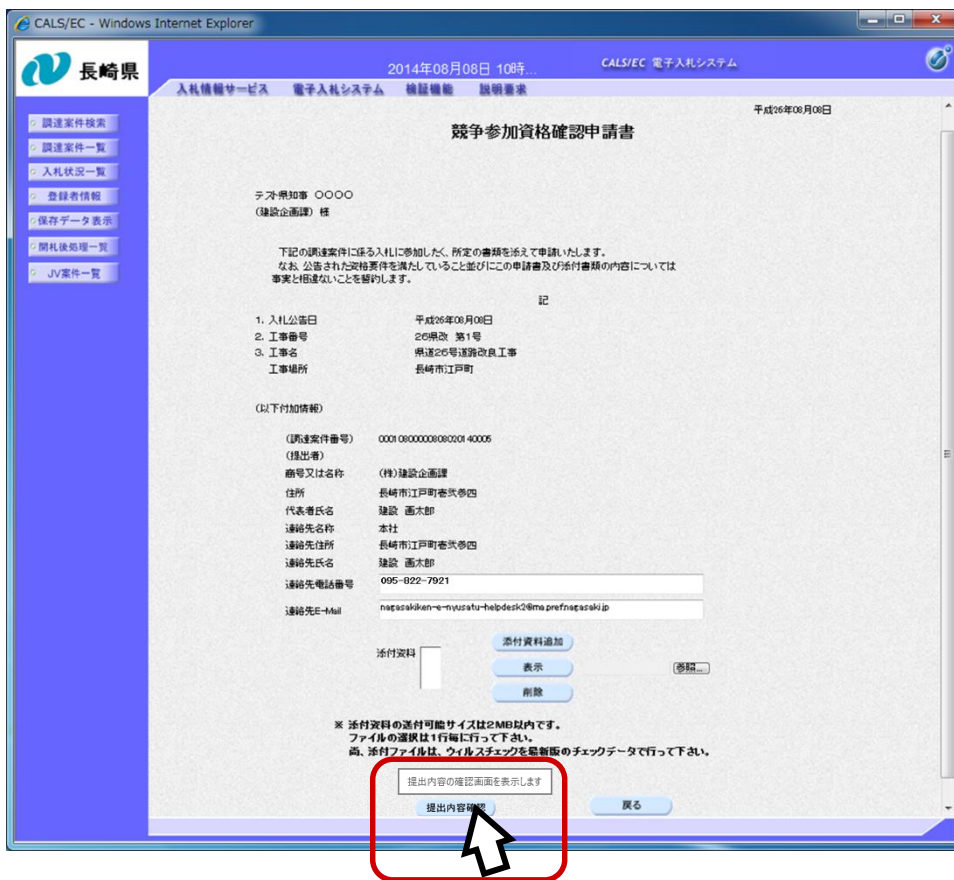 CALS/EC - Windows Internet Explorer
長崎県
2014年08月08日 10時...
CALS/EC 電子入札システム
入札情報サービス 電子入札システム 検証機能 説明要求
調達案件検索
調達案件一覧
入札状況一覧
登録者情報
保存データ表示
開札後処理一覧
JV案件一覧
平成26年08月08日
競争参加資格確認申請書
テスト県知事 〇〇〇〇
(建設企画課) 様
下記の調達案件に係る入札に参加したく、所定の書類を添えて申請いたします。
なお、公告された資格要件を満たしていること並びにこの申請書及び添付書類の内容については
事実と相違ないことを誓約します。
記
1. 入札公告日 平成26年08月08日
2. 工事番号 26県改 第1号
3. 工事名 県道26号道路改良工事
工事場所 長崎市江戸町
(以下付加情報)
(調達案件番号) 00010800000808020140005
(提出者)
商号又は名称 (株)建設企画課
住所 長崎市江戸町壱弐参四
代表者氏名 建設 画太郎
連絡先名称 本社
連絡先住所 長崎市江戸町壱弐参四
連絡先氏名 建設 画太郎
連絡先電話番号 095-822-7921
連絡先E-Mail nagasakiken-e-nyusatu-helpdesk2@ma.pref.nagasaki.jp
添付資料追加
添付資料
表示 参照...
削除
※ 添付資料の送付可能サイズは2MB以内です。
ファイルの選択は1行毎に行って下さい。
尚、添付ファイルは、ウィルスチェックを最新版のチェックデータで行って下い。
提出内容の確認画面を表示します
提出内容確認 戻る